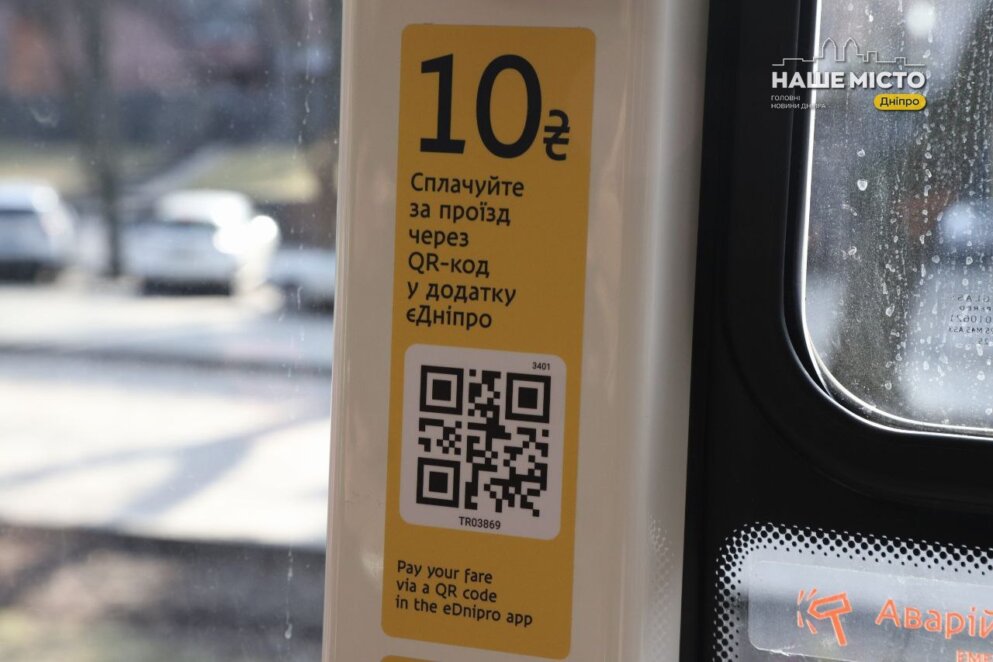 НАШЕ МІСТО
ГОЛОВНІ
НОВИНИ ДНІПРА
Дніпро
10₴
Сплачуйте
за проїзд
через
QR-код
у додатку
єДніпро
3401
TR03869
Pay your fare
via a QR code
in the eDnipro app
Аварій